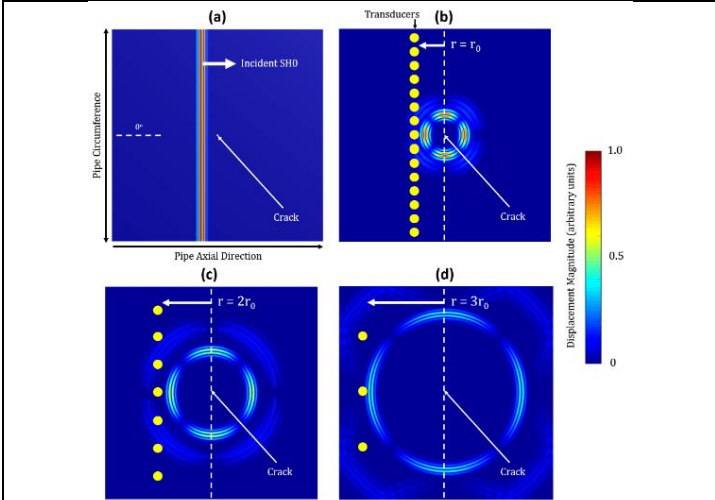 (a)
Incident SH0
0°
Crack
Pipe Circumference
Pipe Axial Direction
Transducers
(b)
r = r₀
Crack
(c)
r = 2r₀
Crack
(d)
r = 3r₀
Crack
1.0
0.5
0
Displacement Magnitude (arbitrary units)